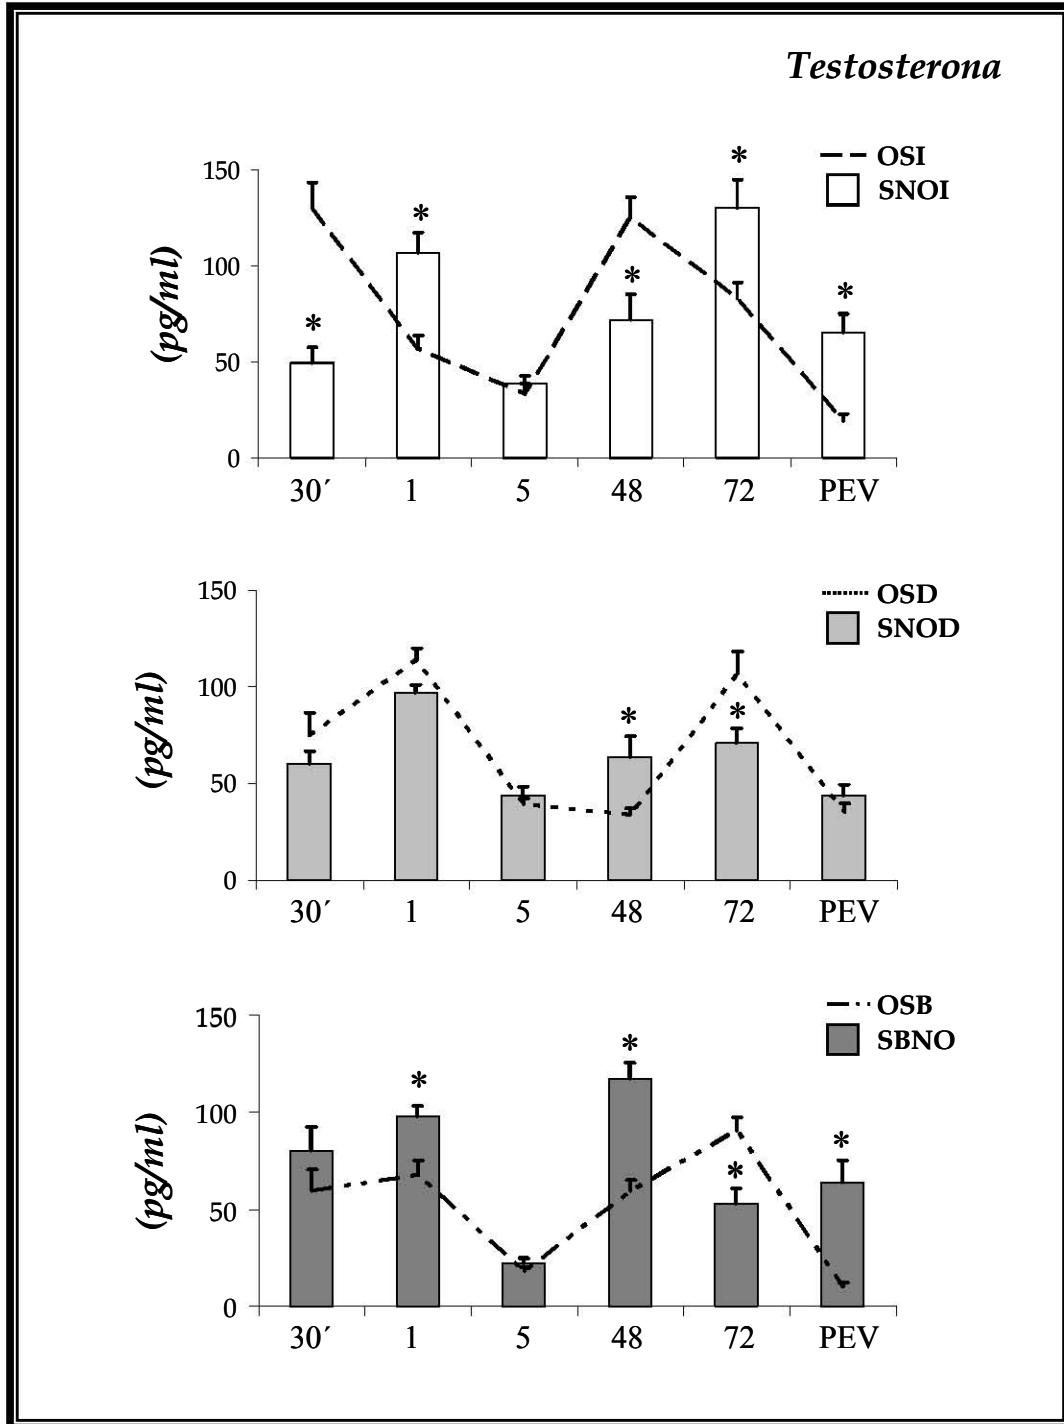 Testosterona
OSI
SNOI
(pg/ml)
150
*
*
100
*
*
*
50
0
30´ 1 5 48 72 PEV
OSD
SNOD
(pg/ml)
150
100
*
*
50
0
30´ 1 5 48 72 PEV
OSB
SBNO
(pg/ml)
150
*
*
100
*
*
50
0
30´ 1 5 48 72 PEV